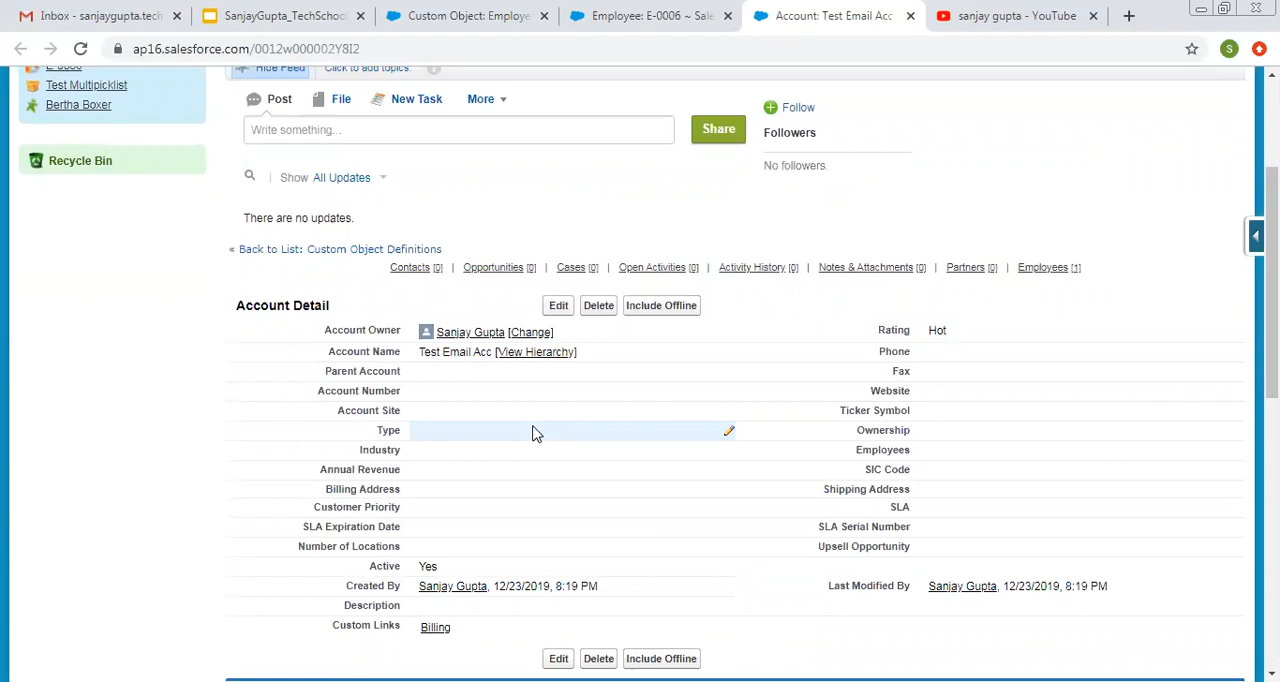 Inbox - sanjaygupta.tech
SanjayGupta_TechSchool
Custom Object: Employe
Employee: E-0006 ~ Sale
Account: Test Email Acc
sanjay gupta - YouTube
ap16.salesforce.com/0012w000002Y8I2
S
Test Multipicklist
Bertha Boxer
Recycle Bin
Hide Feed
Click to add topics:
Post
File
New Task
More
Write something...
Share
Follow
Followers
No followers.
Show All Updates
There are no updates.
« Back to List: Custom Object Definitions
Contacts [0] | Opportunities [0] | Cases [0] | Open Activities [0] | Activity History [0] | Notes & Attachments [0] | Partners [0] | Employees [1]
Account Detail
Edit
Delete
Include Offline
Account Owner Sanjay Gupta [Change]
Rating Hot
Account Name Test Email Acc [View Hierarchy]
Phone
Parent Account
Fax
Account Number
Website
Account Site
Ticker Symbol
Type
Ownership
Industry
Employees
Annual Revenue
SIC Code
Billing Address
Shipping Address
Customer Priority
SLA
SLA Expiration Date
SLA Serial Number
Number of Locations
Upsell Opportunity
Active Yes
Created By Sanjay Gupta, 12/23/2019, 8:19 PM
Last Modified By Sanjay Gupta, 12/23/2019, 8:19 PM
Description
Custom Links Billing
Edit
Delete
Include Offline